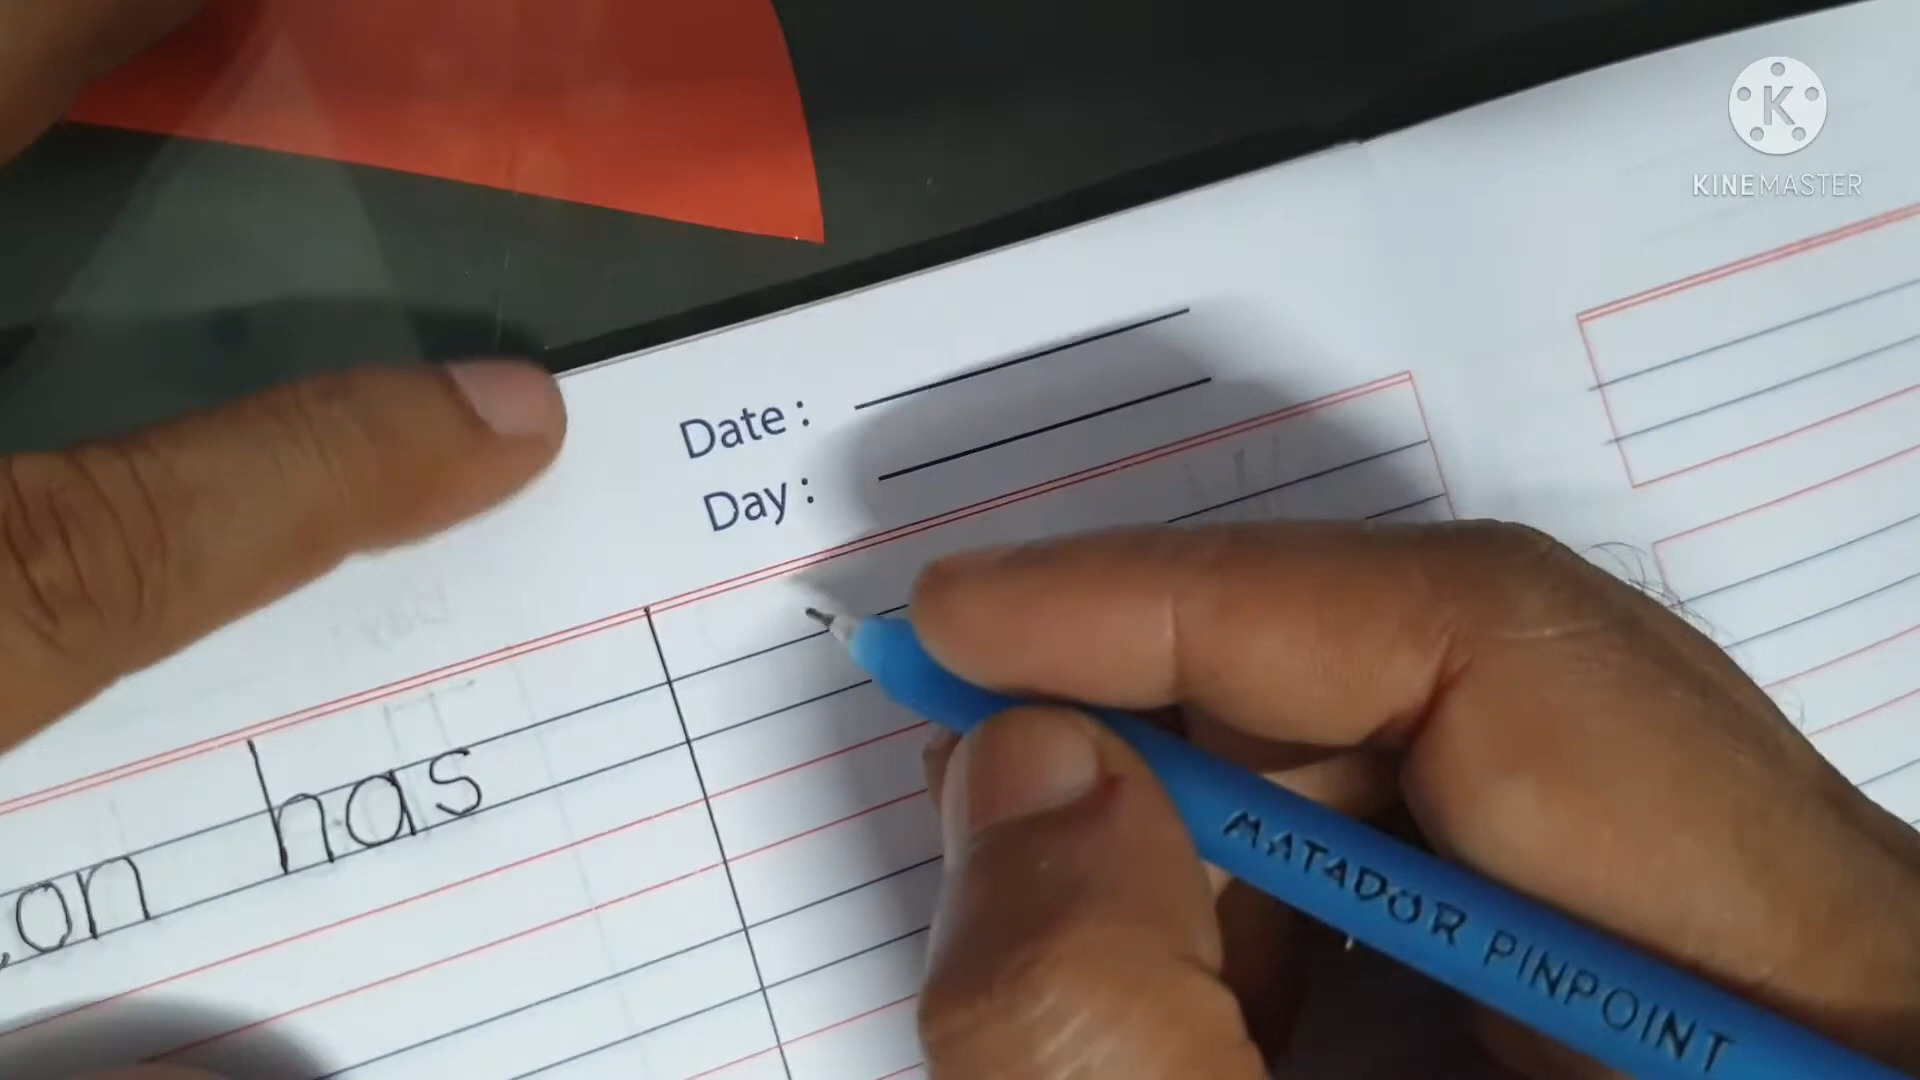 KINEMASTER
Date :
Day :
on has
MATADOR PINPOINT